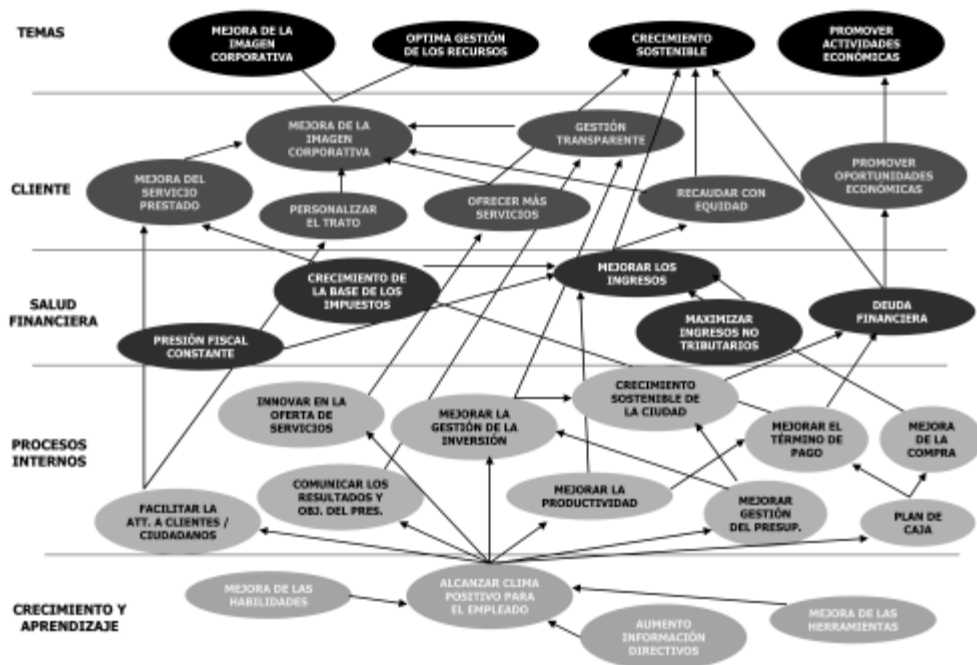 TEMAS
MEJORA DE LA
IMAGEN
CORPORATIVA
OPTIMA GESTIÓN
DE LOS RECURSOS
CRECIMIENTO
SOSTENIBLE
PROMOVER
ACTIVIDADES
ECONÓMICAS
CLIENTE
MEJORA DE LA
IMAGEN
CORPORATIVA
GESTIÓN
TRANSPARENTE
MEJORA DEL
SERVICIO
PRESTADO
PERSONALIZAR
EL TRATO
OFRECER MÁS
SERVICIOS
RECAUDAR CON
EQUIDAD
PROMOVER
OPORTUNIDADES
ECONÓMICAS
SALUD
FINANCIERA
CRECIMIENTO DE
LA BASE DE LOS
IMPUESTOS
MEJORAR LOS
INGRESOS
PRESIÓN FISCAL
CONSTANTE
MAXIMIZAR
INGRESOS NO
TRIBUTARIOS
DEUDA
FINANCIERA
PROCESOS
INTERNOS
INNOVAR EN LA
OFERTA DE
SERVICIOS
MEJORAR LA
GESTIÓN DE LA
INVERSIÓN
CRECIMIENTO
SOSTENIBLE DE
LA CIUDAD
MEJORAR EL
TÉRMINO DE
PAGO
MEJORA
DE LA
COMPRA
FACILITAR LA
ATT. A CLIENTES /
CIUDADANOS
COMUNICAR LOS
RESULTADOS Y
OBJ. DEL PRES.
MEJORAR LA
PRODUCTIVIDAD
MEJORAR
GESTIÓN
DEL PRESUP.
PLAN DE
CAJA
CRECIMIENTO Y
APRENDIZAJE
MEJORA DE LAS
HABILIDADES
ALCANZAR CLIMA
POSITIVO PARA
EL EMPLEADO
AUMENTO
INFORMACIÓN
DIRECTIVOS
MEJORA DE LAS
HERRAMIENTAS